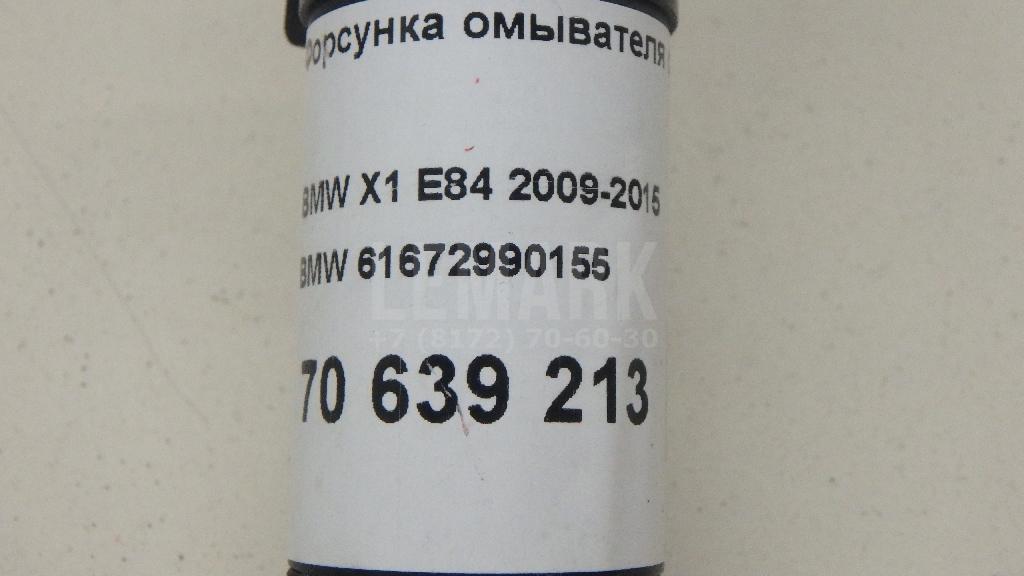 форсунка омывателя
BMW X1 E84 2009-2015
BMW 61672990155
LEMARK
+7 (8172) 70-60-30
70 639 213